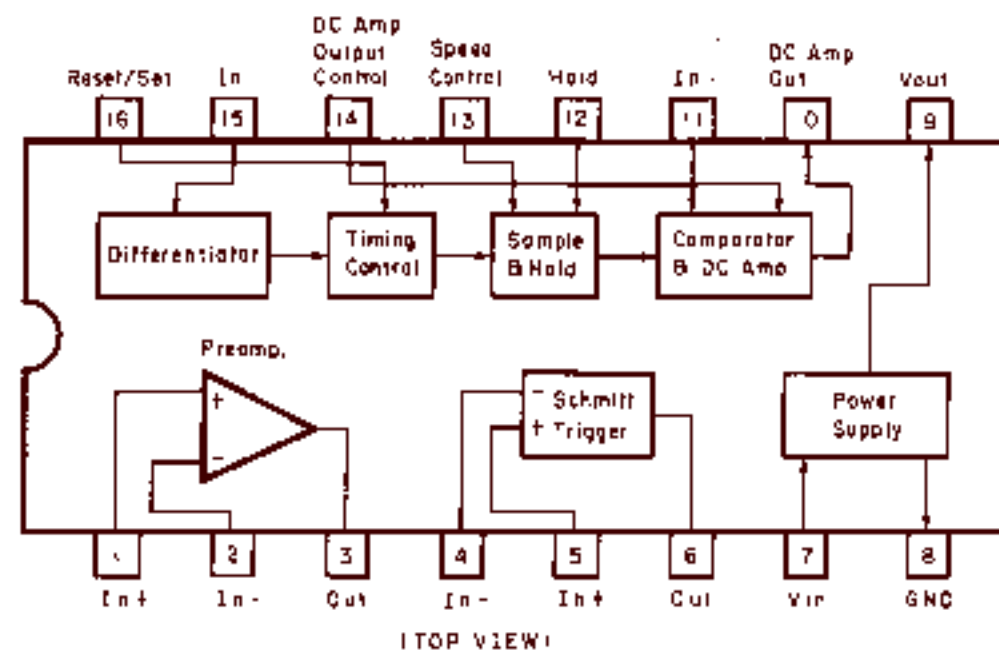 DC Amp
Output
Control
Speed
Control
DC Amp
Out
Reset/Set
In
Hold
In -
Vout
16
15
14
13
12
11
9
Differentiator
Timing
Control
Sample
& Hold
Comparator
& DC Amp
Preamp.
+
-
- Schmitt
+ Trigger
Power
Supply
2
3
4
5
6
7
8
In+
In -
Out
In -
In+
Out
Vin
GND
(TOP VIEW)